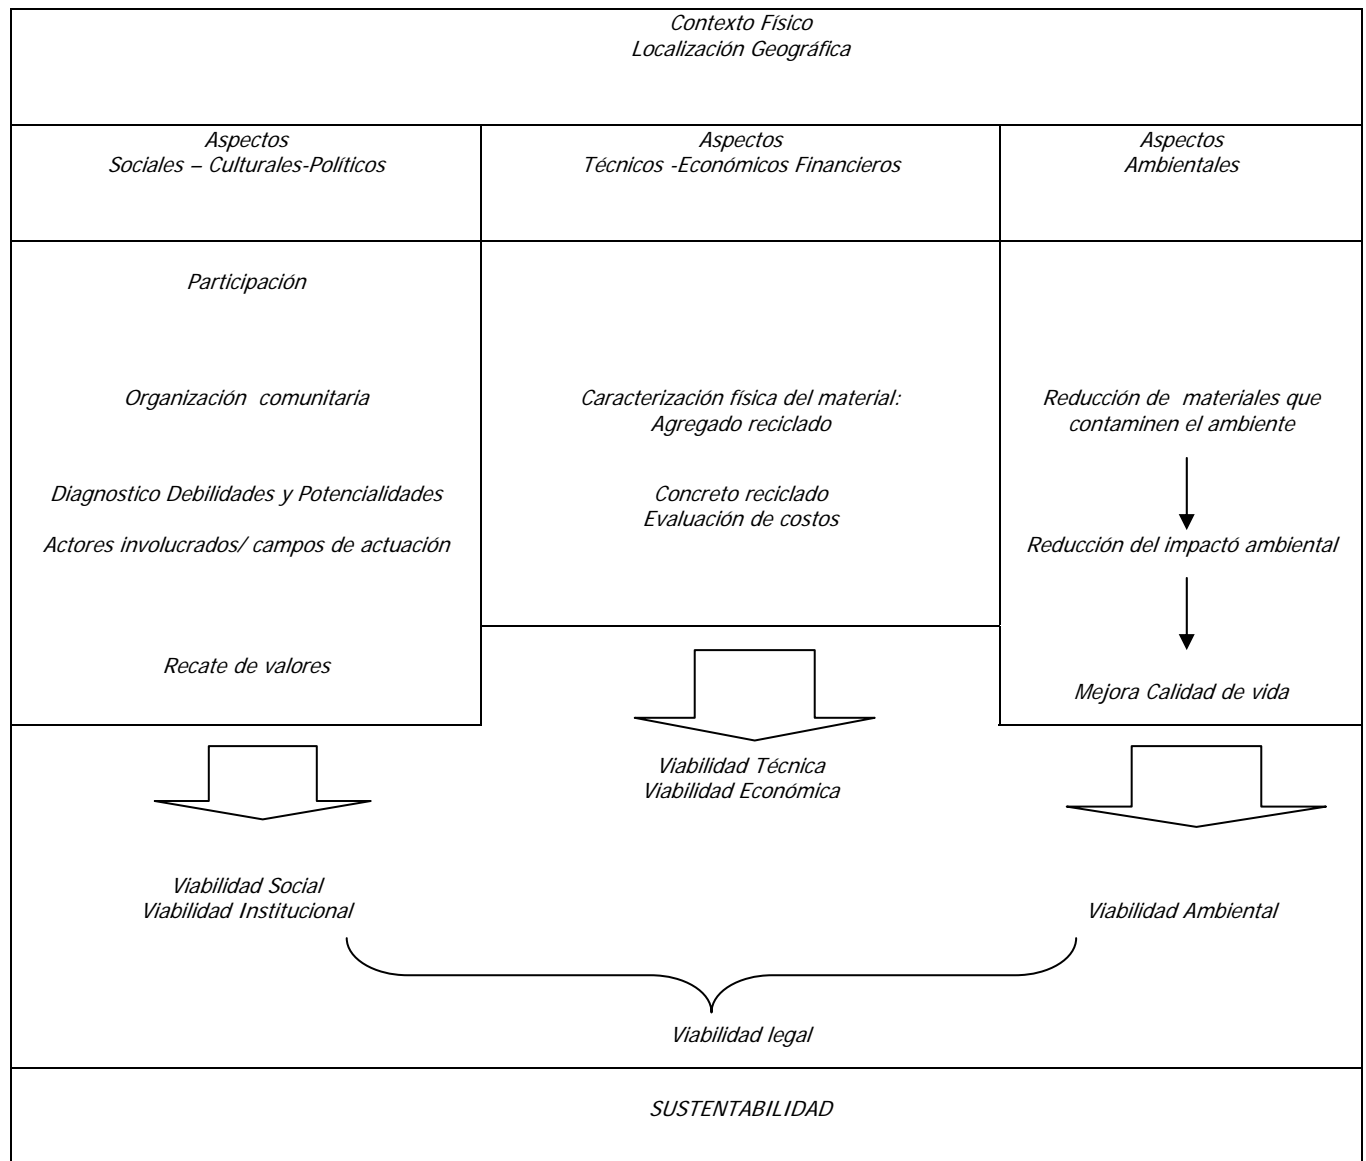 Contexto Físico
Localización Geográfica
Aspectos
Sociales – Culturales-Políticos
Aspectos
Técnicos -Económicos Financieros
Aspectos
Ambientales
Participación
Organización comunitaria
Diagnostico Debilidades y Potencialidades
Actores involucrados/ campos de actuación
Recate de valores
Caracterización física del material:
Agregado reciclado
Concreto reciclado
Evaluación de costos
Reducción de materiales que
contaminen el ambiente
Reducción del impactó ambiental
Mejora Calidad de vida
Viabilidad Técnica
Viabilidad Económica
Viabilidad Social
Viabilidad Institucional
Viabilidad Ambiental
Viabilidad legal
SUSTENTABILIDAD